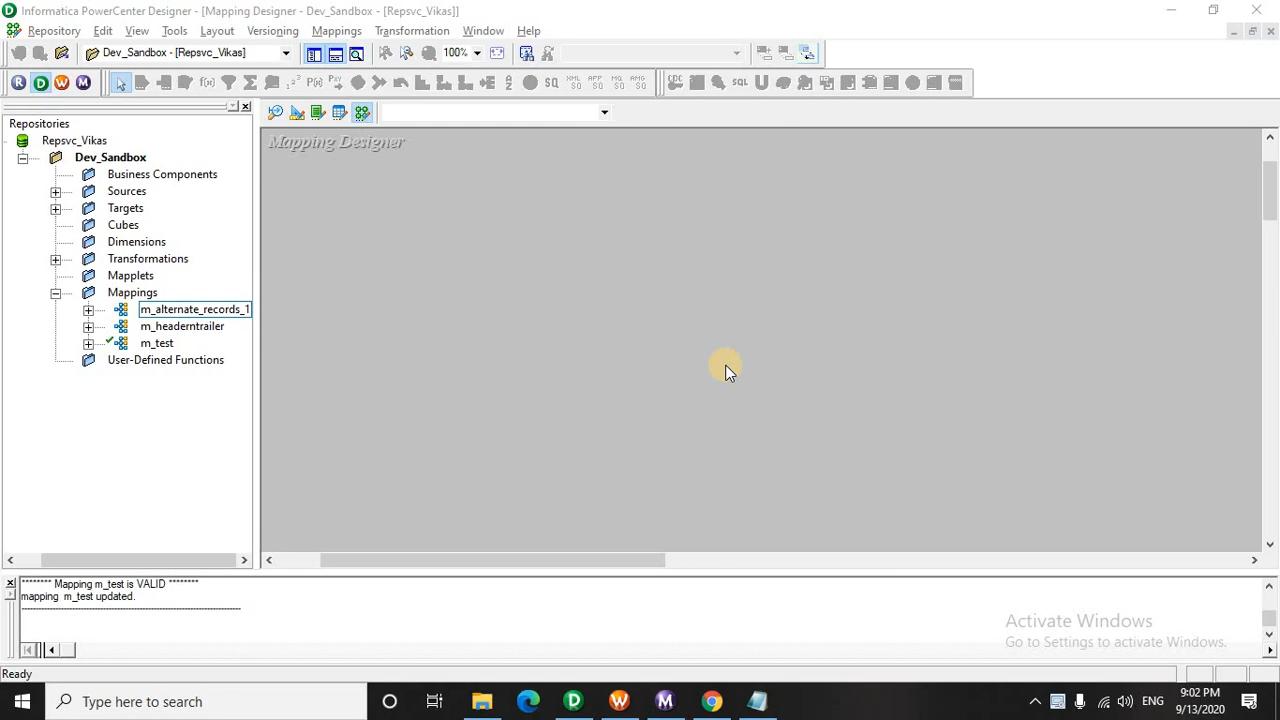 Informatica PowerCenter Designer - [Mapping Designer - Dev_Sandbox - [Repsvc_Vikas]]
Repository Edit View Tools Layout Versioning Mappings Transformation Window Help
Dev_Sandbox - [Repsvc_Vikas] 100%
Repositories
Repsvc_Vikas
Dev_Sandbox
Business Components
Sources
Targets
Cubes
Dimensions
Transformations
Mapplets
Mappings
m_alternate_records_1
m_headerntrailer
m_test
User-Defined Functions
Mapping Designer
******** Mapping m_test is VALID ********
mapping m_test updated.
Activate Windows
Go to Settings to activate Windows.
Ready
Type here to search
ENG
9:02 PM
9/13/2020